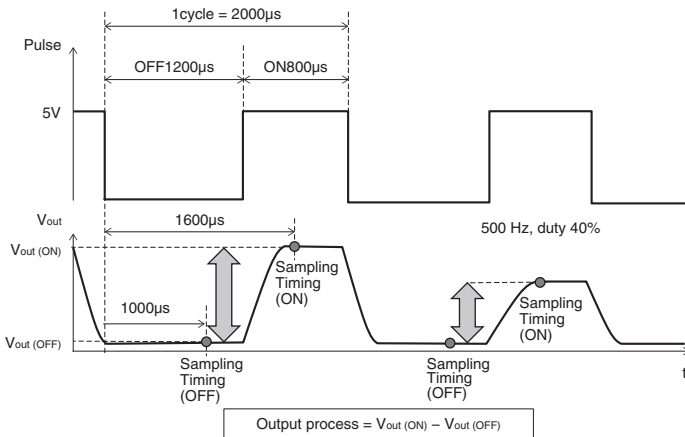 1cycle = 2000µs
Pulse
OFF1200µs
ON800µs
5V
Vout
1600µs
500 Hz, duty 40%
Vout (ON)
Sampling
Timing
(ON)
1000µs
Sampling
Timing
(ON)
Vout (OFF)
t
Sampling
Timing
(OFF)
Sampling
Timing
(OFF)
Output process = Vout (ON) – Vout (OFF)